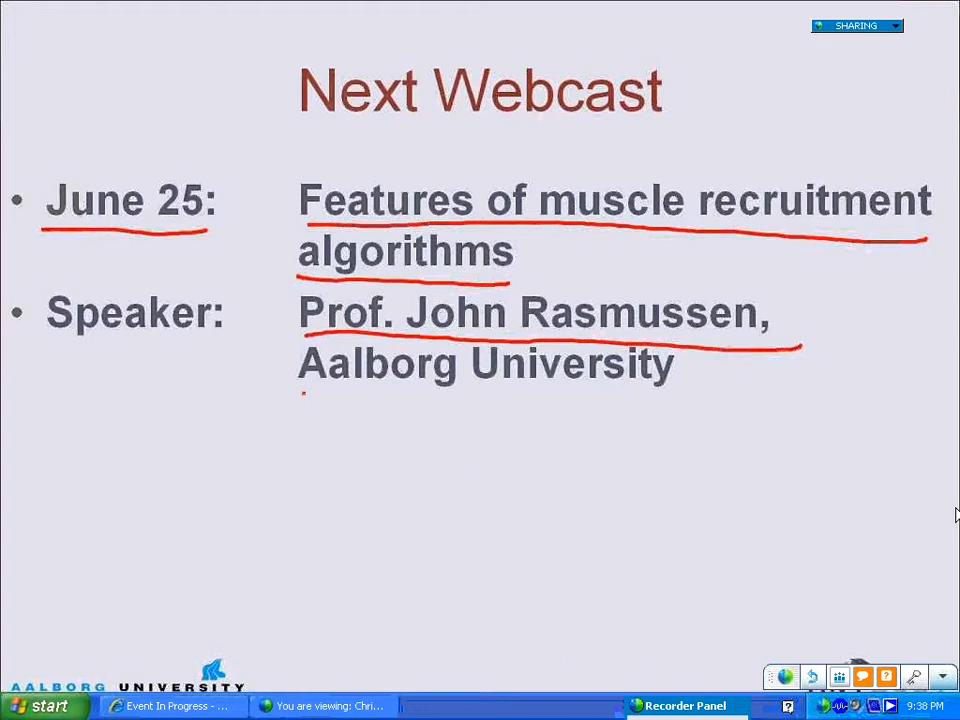 SHARING
Next Webcast
• June 25: Features of muscle recruitment
algorithms
• Speaker: Prof. John Rasmussen,
Aalborg University
AALBORG UNIVERSITY
start Event In Progress - ... You are viewing: Chri... Recorder Panel 9:38 PM